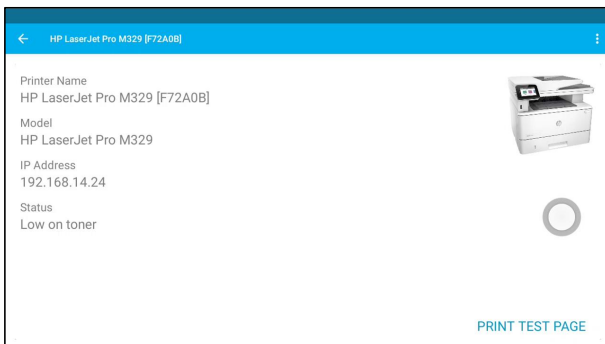 HP LaserJet Pro M329 [F72A0B]
Printer Name
HP LaserJet Pro M329 [F72A0B]
Model
HP LaserJet Pro M329
IP Address
192.168.14.24
Status
Low on toner
PRINT TEST PAGE